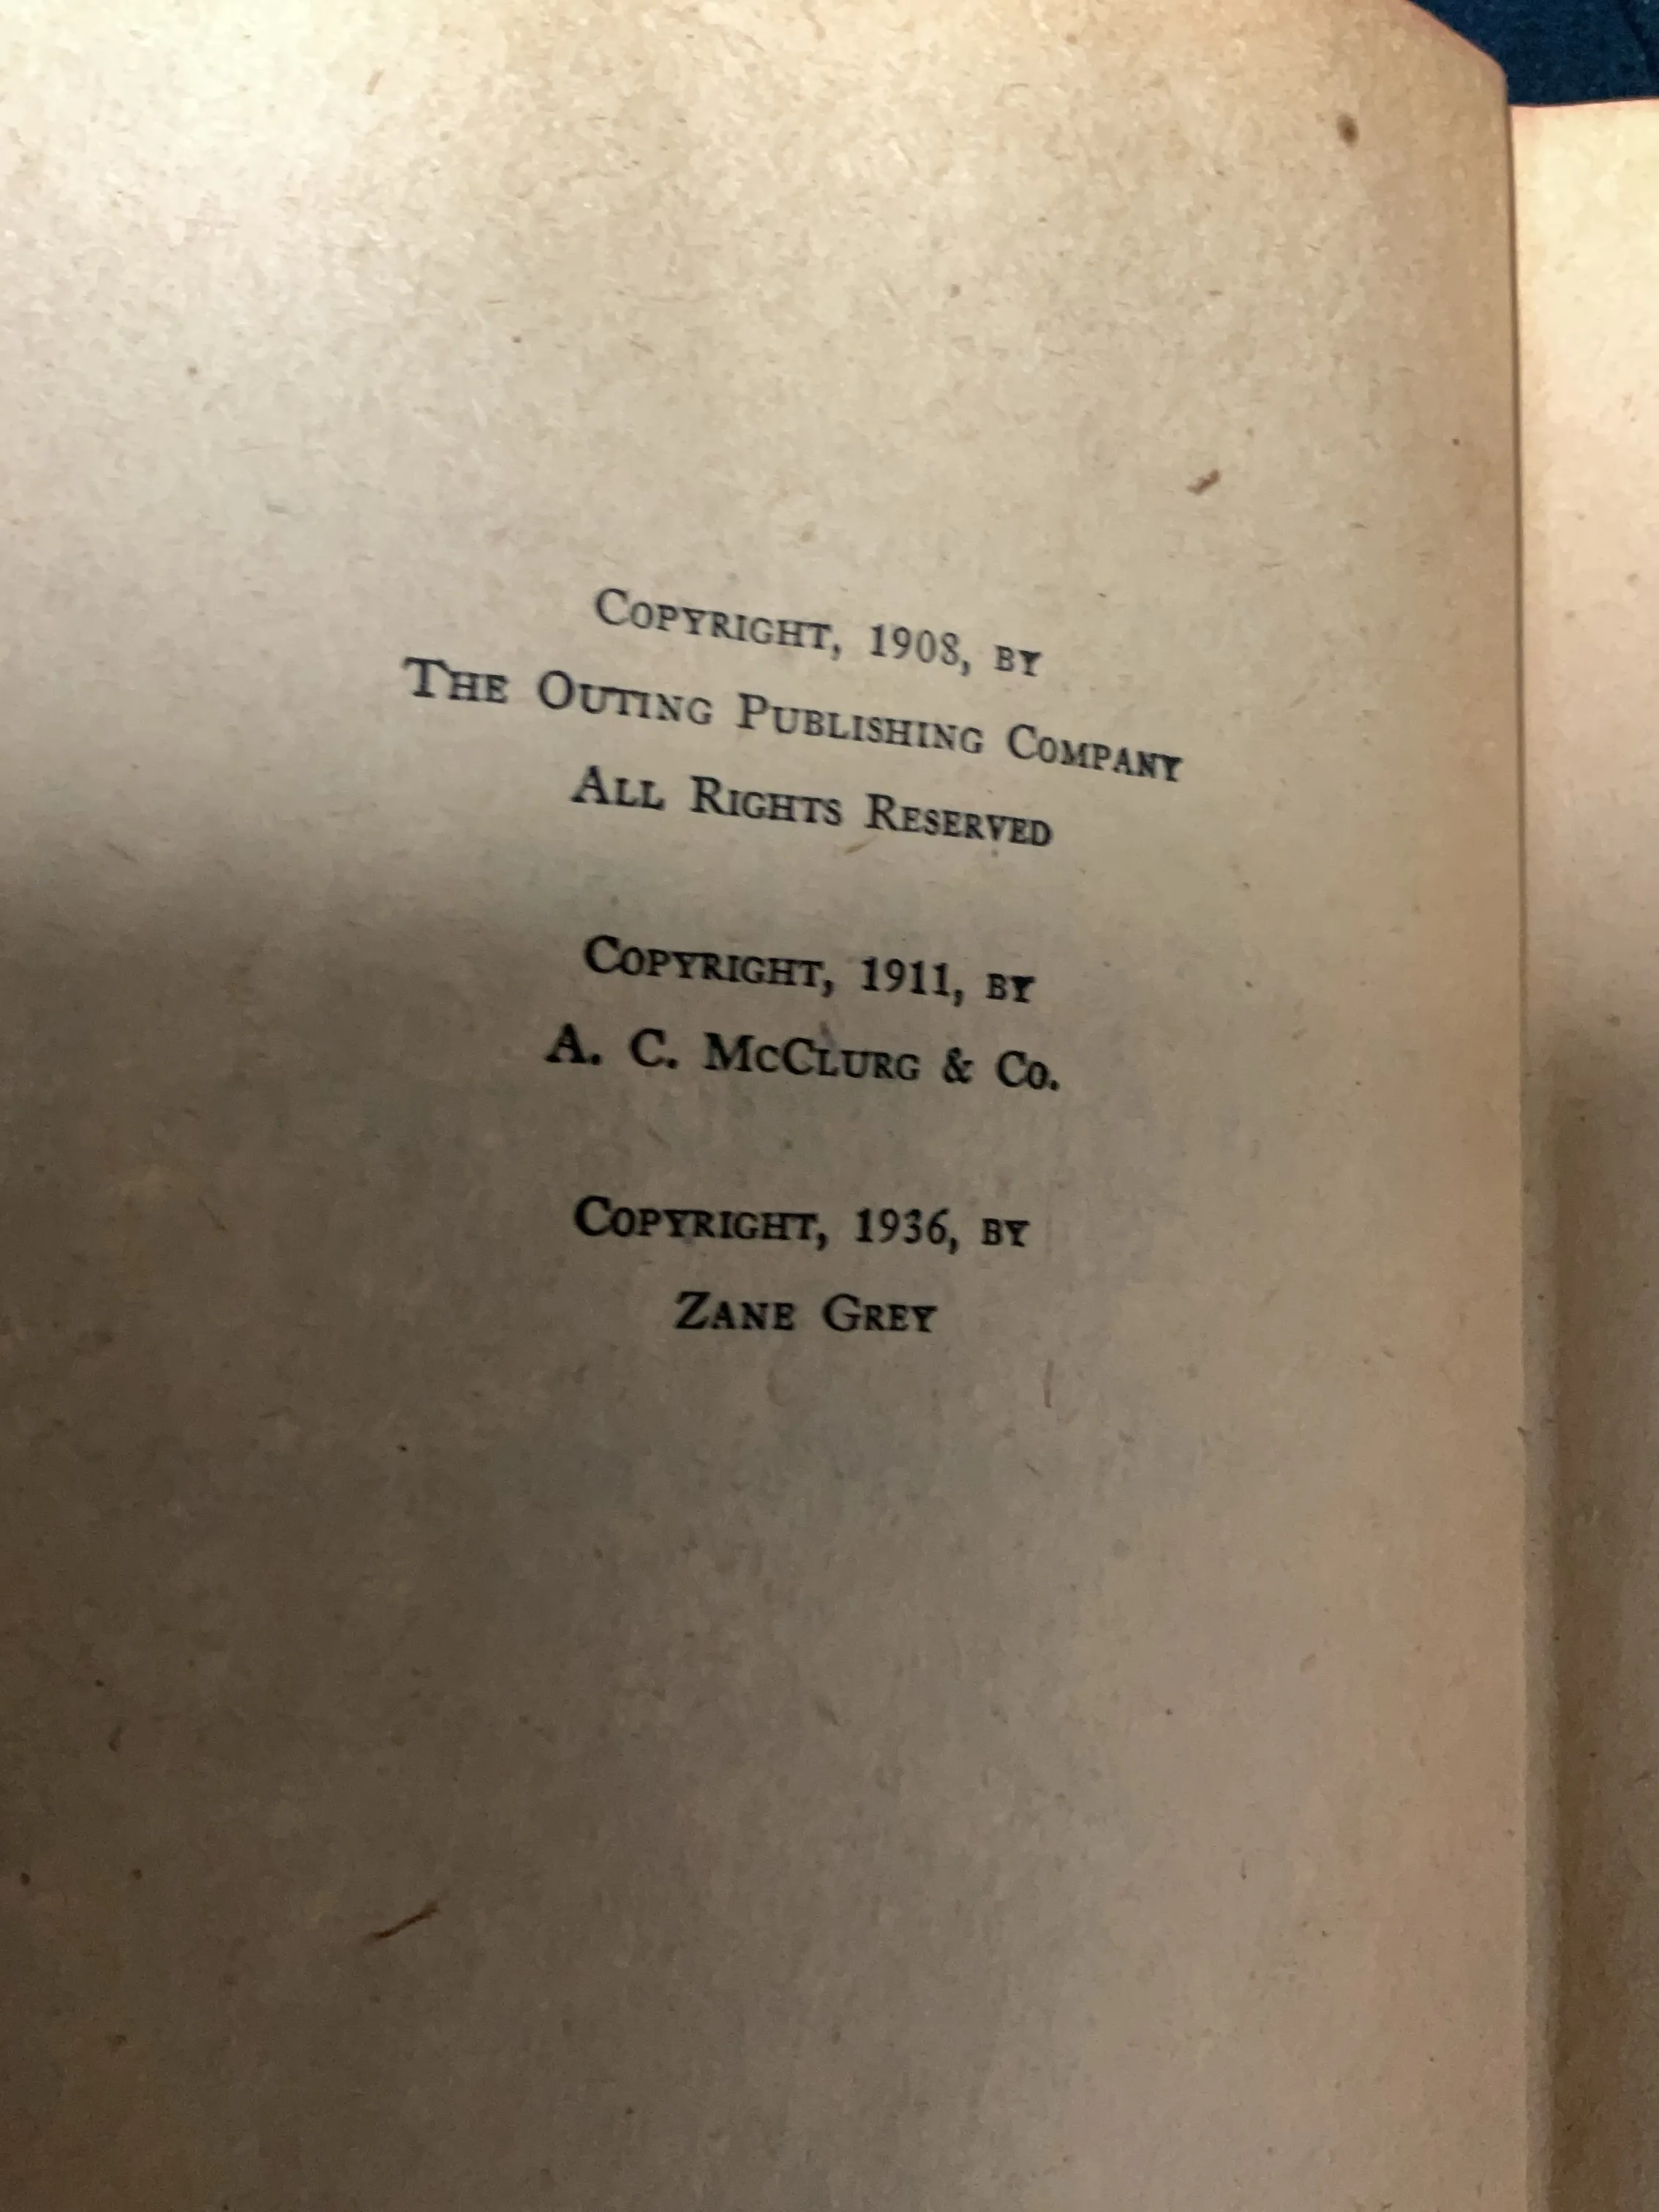 COPYRIGHT, 1908, BY
THE OUTING PUBLISHING COMPANY
ALL RIGHTS RESERVED
COPYRIGHT, 1911, BY
A. C. MCCLURG & CO.
COPYRIGHT, 1936, BY
ZANE GREY